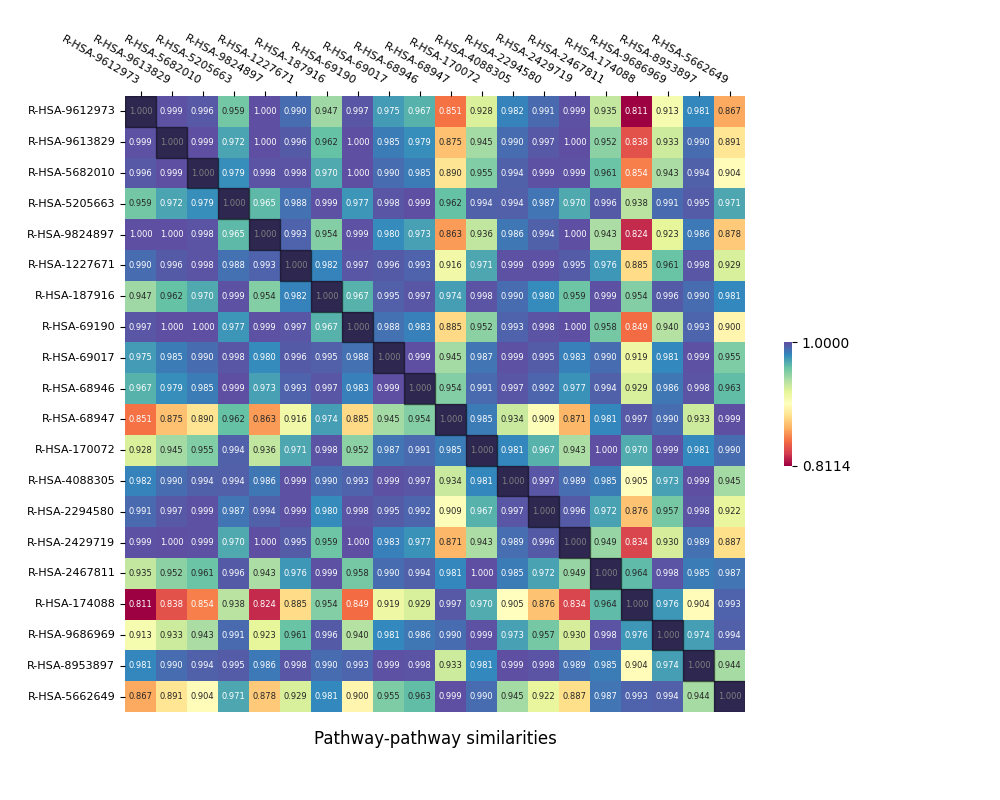 R-HSA-9612973 R-HSA-9613829 R-HSA-5682010 R-HSA-5205663 R-HSA-9824897 R-HSA-1227671 R-HSA-187916 R-HSA-69190 R-HSA-69017 R-HSA-68946 R-HSA-68947 R-HSA-170072 R-HSA-4088305 R-HSA-2294580 R-HSA-2429719 R-HSA-2467811 R-HSA-174088 R-HSA-9686969 R-HSA-8953897 R-HSA-5662649
R-HSA-9612973 1.000 0.999 0.996 0.959 1.000 0.990 0.947 0.997 0.975 0.967 0.851 0.928 0.982 0.991 0.999 0.935 0.811 0.913 0.981 0.867
R-HSA-9613829 0.999 1.000 0.999 0.972 1.000 0.996 0.962 1.000 0.985 0.979 0.875 0.945 0.990 0.997 1.000 0.952 0.838 0.933 0.990 0.891
R-HSA-5682010 0.996 0.999 1.000 0.979 0.998 0.998 0.970 1.000 0.990 0.985 0.890 0.955 0.994 0.999 0.999 0.961 0.854 0.943 0.994 0.904
R-HSA-5205663 0.959 0.972 0.979 1.000 0.965 0.988 0.999 0.977 0.998 0.999 0.962 0.994 0.994 0.987 0.970 0.996 0.938 0.991 0.995 0.971
R-HSA-9824897 1.000 1.000 0.998 0.965 1.000 0.993 0.954 0.999 0.980 0.973 0.863 0.936 0.986 0.994 1.000 0.943 0.824 0.923 0.986 0.878
R-HSA-1227671 0.990 0.996 0.998 0.988 0.993 1.000 0.982 0.997 0.996 0.993 0.916 0.971 0.999 0.999 0.995 0.976 0.885 0.961 0.998 0.929
R-HSA-187916 0.947 0.962 0.970 0.999 0.954 0.982 1.000 0.967 0.995 0.997 0.974 0.998 0.990 0.980 0.959 0.999 0.954 0.996 0.990 0.981
R-HSA-69190 0.997 1.000 1.000 0.977 0.999 0.997 0.967 1.000 0.988 0.983 0.885 0.952 0.993 0.998 1.000 0.958 0.849 0.940 0.993 0.900
R-HSA-69017 0.975 0.985 0.990 0.998 0.980 0.996 0.995 0.988 1.000 0.999 0.945 0.987 0.999 0.995 0.983 0.990 0.919 0.981 0.999 0.955
R-HSA-68946 0.967 0.979 0.985 0.999 0.973 0.993 0.997 0.983 0.999 1.000 0.954 0.991 0.997 0.992 0.977 0.994 0.929 0.986 0.998 0.963
R-HSA-68947 0.851 0.875 0.890 0.962 0.863 0.916 0.974 0.885 0.945 0.954 1.000 0.985 0.934 0.909 0.871 0.981 0.997 0.990 0.933 0.999
R-HSA-170072 0.928 0.945 0.955 0.994 0.936 0.971 0.998 0.952 0.987 0.991 0.985 1.000 0.981 0.967 0.943 1.000 0.970 0.999 0.981 0.990
R-HSA-4088305 0.982 0.990 0.994 0.994 0.986 0.999 0.990 0.993 0.999 0.997 0.934 0.981 1.000 0.997 0.989 0.985 0.905 0.973 0.999 0.945
R-HSA-2294580 0.991 0.997 0.999 0.987 0.994 0.999 0.980 0.998 0.995 0.992 0.909 0.967 0.997 1.000 0.996 0.972 0.876 0.957 0.998 0.922
R-HSA-2429719 0.999 1.000 0.999 0.970 1.000 0.995 0.959 1.000 0.983 0.977 0.871 0.943 0.989 0.996 1.000 0.949 0.834 0.930 0.989 0.887
R-HSA-2467811 0.935 0.952 0.961 0.996 0.943 0.976 0.999 0.958 0.990 0.994 0.981 1.000 0.985 0.972 0.949 1.000 0.964 0.998 0.985 0.987
R-HSA-174088 0.811 0.838 0.854 0.938 0.824 0.885 0.954 0.849 0.919 0.929 0.997 0.970 0.905 0.876 0.834 0.964 1.000 0.976 0.904 0.993
R-HSA-9686969 0.913 0.933 0.943 0.991 0.923 0.961 0.996 0.940 0.981 0.986 0.990 0.999 0.973 0.957 0.930 0.998 0.976 1.000 0.974 0.994
R-HSA-8953897 0.981 0.990 0.994 0.995 0.986 0.998 0.990 0.993 0.999 0.998 0.933 0.981 0.999 0.998 0.989 0.985 0.904 0.974 1.000 0.944
R-HSA-5662649 0.867 0.891 0.904 0.971 0.878 0.929 0.981 0.900 0.955 0.963 0.999 0.990 0.945 0.922 0.887 0.987 0.993 0.994 0.944 1.000
1.0000
0.8114
Pathway-pathway similarities